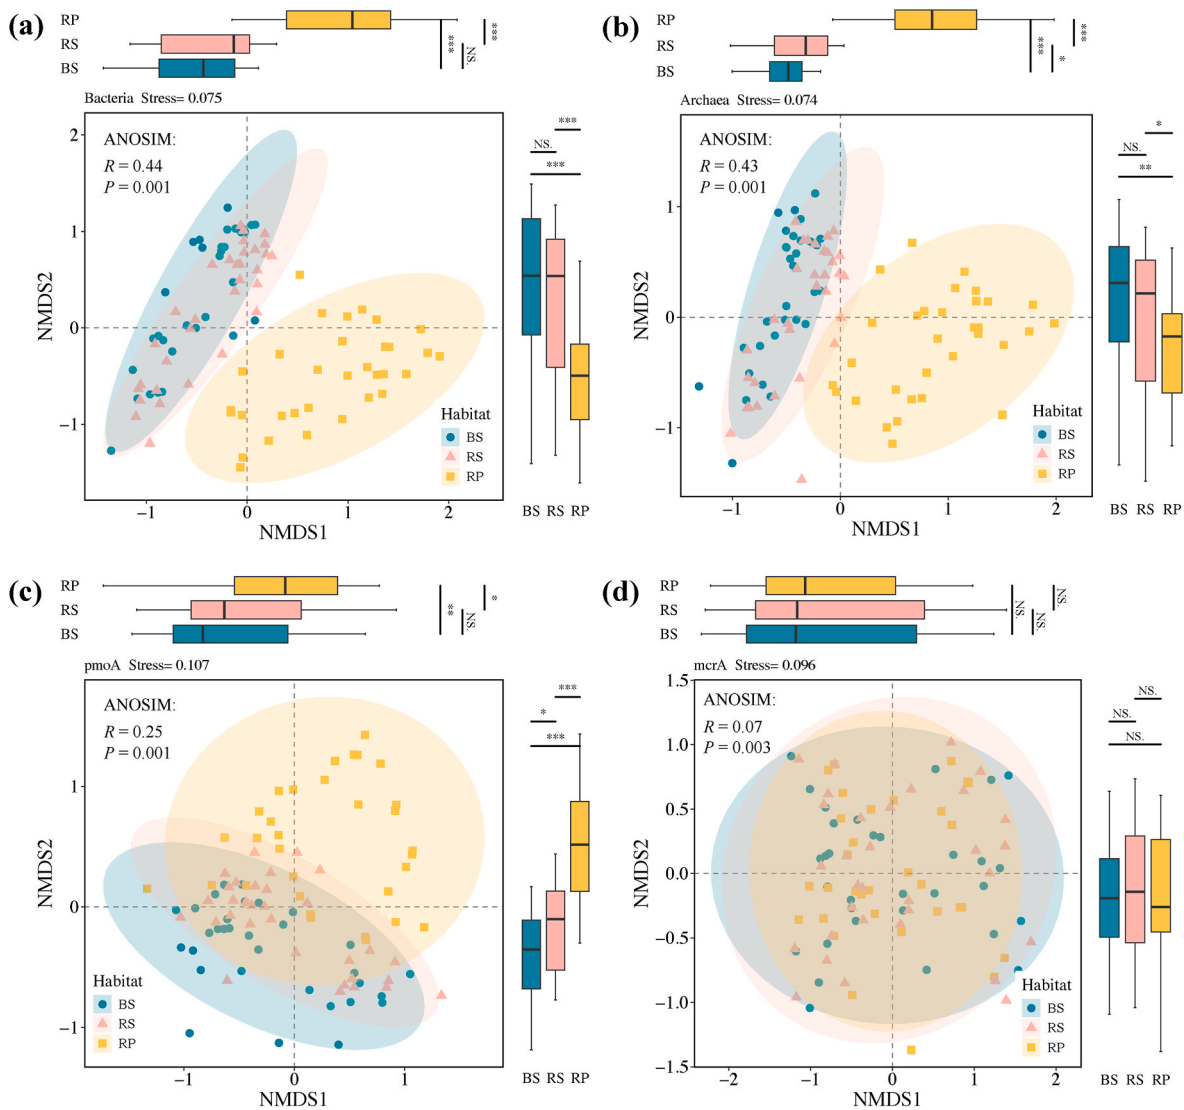 (a)
RP
RS
BS
***
***
NS.
Bacteria Stress= 0.075
ANOSIM:
R = 0.44
P = 0.001
2
1
0
−1
NMDS2
−1 0 1 2
NMDS1
Habitat
BS
RS
RP
***
NS.
***
BS RS RP
(b)
RP
RS
BS
***
***
*
Archaea Stress= 0.074
ANOSIM:
R = 0.43
P = 0.001
1
0
−1
NMDS2
−1 0 1 2
NMDS1
Habitat
BS
RS
RP
*
NS.
**
BS RS RP
(c)
RP
RS
BS
**
*
NS.
pmoA Stress= 0.107
ANOSIM:
R = 0.25
P = 0.001
1
0
−1
NMDS2
−1 0 1
NMDS1
Habitat
BS
RS
RP
***
*
***
BS RS RP
(d)
RP
RS
BS
NS.
NS.
NS.
mcrA Stress= 0.096
ANOSIM:
R = 0.07
P = 0.003
1.5
1.0
0.5
0.0
−0.5
−1.0
−1.5
NMDS2
−2 −1 0 1 2
NMDS1
Habitat
BS
RS
RP
NS.
NS.
NS.
BS RS RP